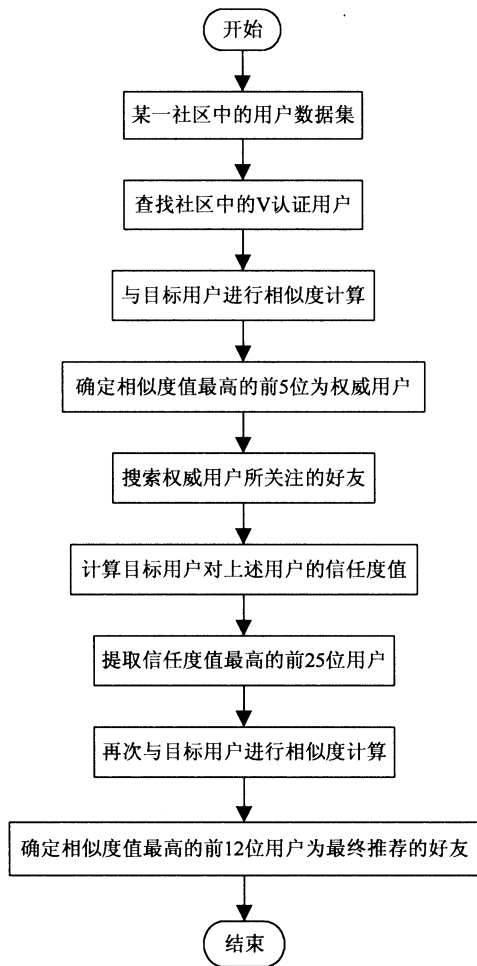 开始
某一社区中的用户数据集
查找社区中的V认证用户
与目标用户进行相似度计算
确定相似度值最高的前5位为权威用户
搜索权威用户所关注的好友
计算目标用户对上述用户的信任度值
提取信任度值最高的前25位用户
再次与目标用户进行相似度计算
确定相似度值最高的前12位用户为最终推荐的好友
结束